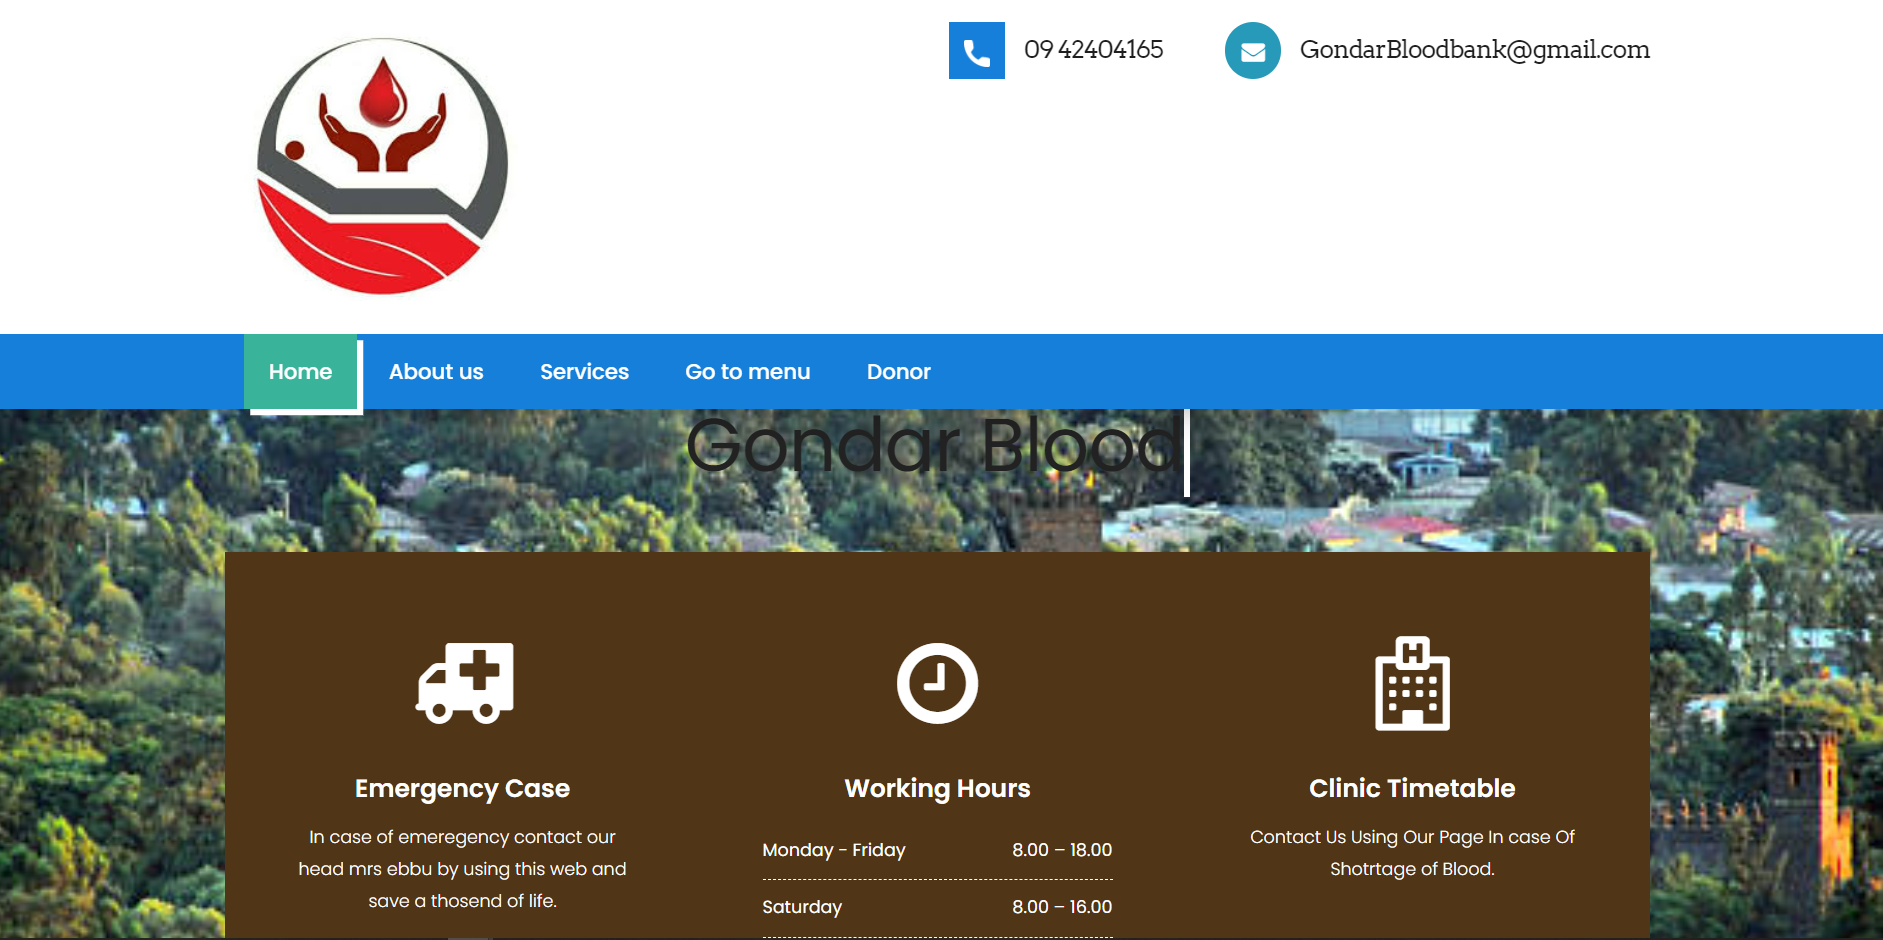 09 42404165
GondarBloodbank@gmail.com
Home
About us
Services
Go to menu
Donor
Gondar Blood
H
Emergency Case
In case of emeregency contact our
head mrs ebbu by using this web and
save a thosend of life.
Working Hours
Monday - Friday 8.00 – 18.00
Saturday 8.00 – 16.00
Clinic Timetable
Contact Us Using Our Page In case Of
Shotrtage of Blood.